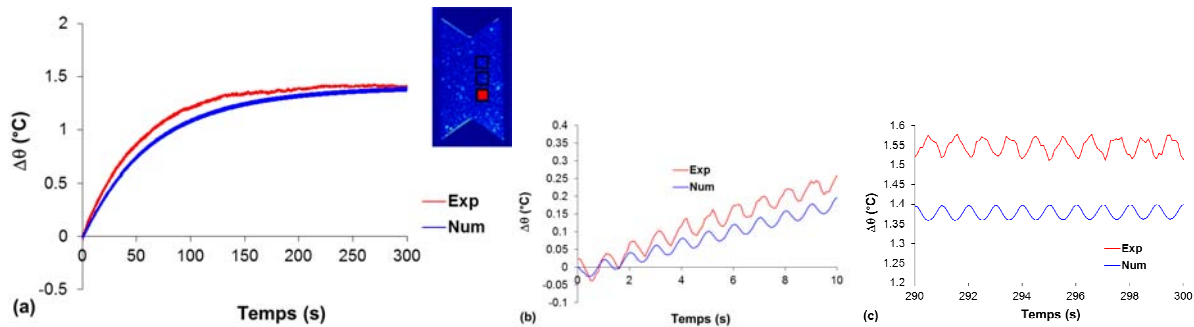 2
1.5
1
0.5
0
-0.5
Δθ (°C)
0 50 100 150 200 250 300
Temps (s)
Exp
Num
(a)
0.4
0.35
0.3
0.25
0.2
0.15
0.1
0.05
0
-0.05
-0.1
Δθ (°C)
0 2 4 6 8 10
Temps (s)
Exp
Num
(b)
1.6
1.55
1.5
1.45
1.4
1.35
1.3
1.25
1.2
Δθ (°C)
290 292 294 296 298 300
Temps (s)
Exp
Num
(c)